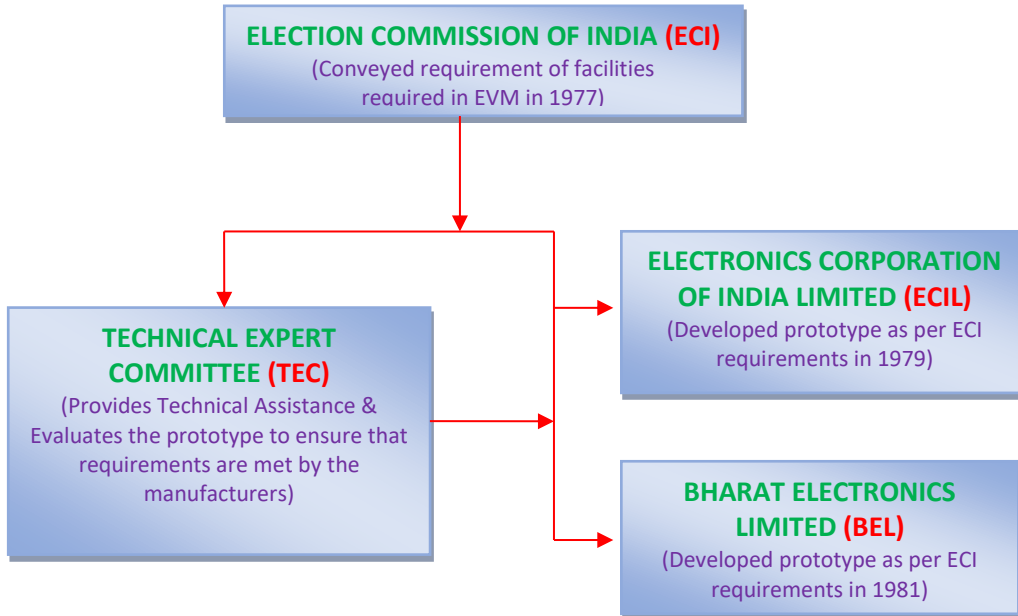 ELECTION COMMISSION OF INDIA (ECI)
(Conveyed requirement of facilities
required in EVM in 1977)
ELECTRONICS CORPORATION
OF INDIA LIMITED (ECIL)
(Developed prototype as per ECI
requirements in 1979)
TECHNICAL EXPERT
COMMITTEE (TEC)
(Provides Technical Assistance &
Evaluates the prototype to ensure that
requirements are met by the
manufacturers)
BHARAT ELECTRONICS
LIMITED (BEL)
(Developed prototype as per ECI
requirements in 1981)